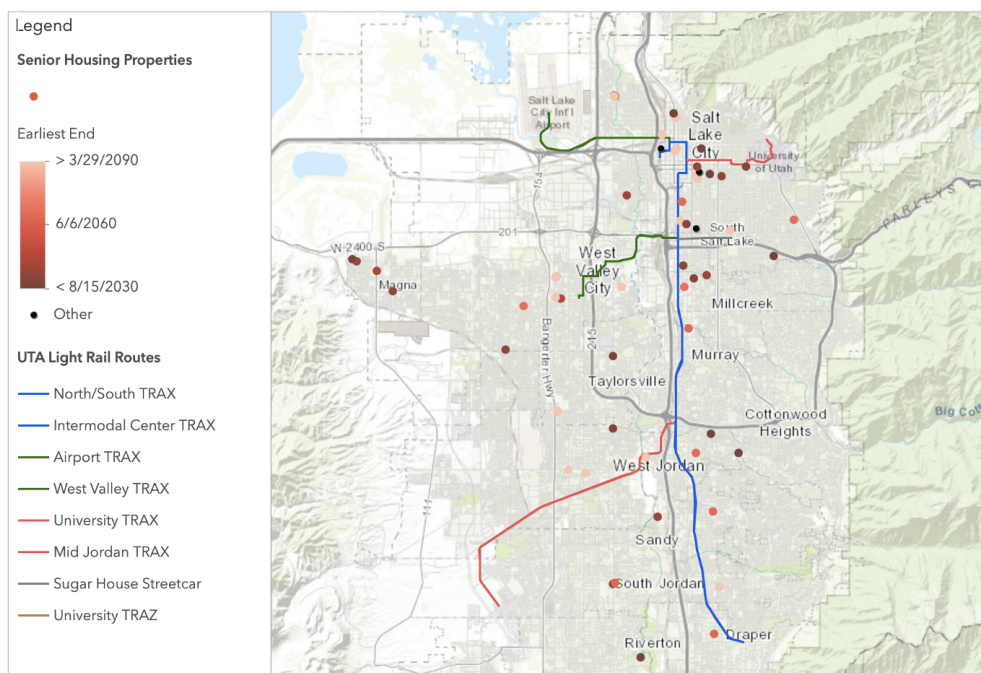 Legend
Senior Housing Properties
Earliest End
> 3/29/2090
6/6/2060
< 8/15/2030
Other
UTA Light Rail Routes
North/South TRAX
Intermodal Center TRAX
Airport TRAX
West Valley TRAX
University TRAX
Mid Jordan TRAX
Sugar House Streetcar
University TRAZ
Salt Lake
City Int'l
Airport
Salt
Lake
City
University
of Utah
154
PARLEYS
W 2400 S
201
South
Salt Lake
West
Valley
City
Magna
Millcreek
Bangerter Hwy
215
Murray
Taylorsville
Cottonwood
Heights
Big Cott
West Jordan
111
Sandy
South Jordan
Riverton
Draper